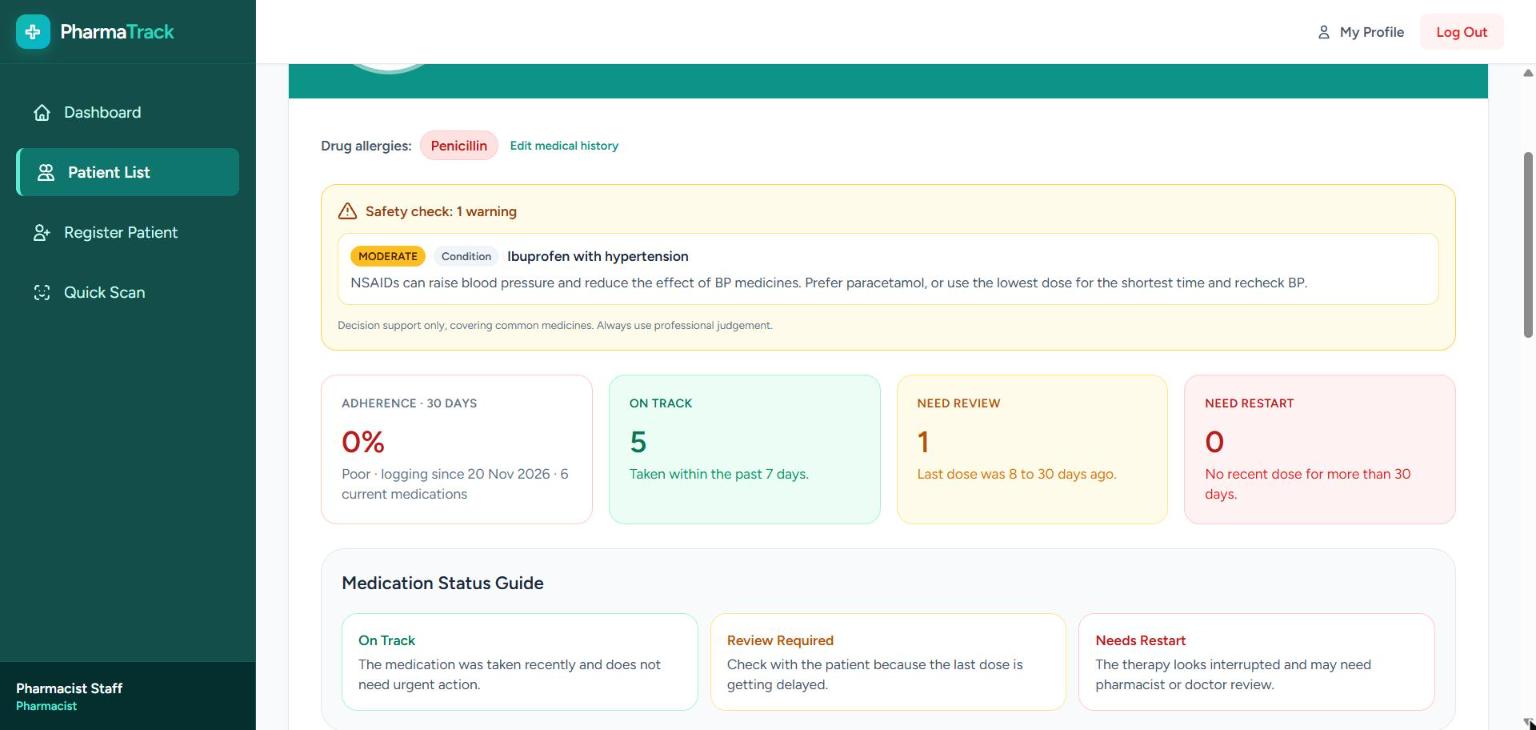 PharmaTrack
My Profile
Log Out
Dashboard
Patient List
Register Patient
Quick Scan
Pharmacist Staff
Pharmacist
Drug allergies: Penicillin Edit medical history
Safety check: 1 warning
MODERATE Condition Ibuprofen with hypertension
NSAIDs can raise blood pressure and reduce the effect of BP medicines. Prefer paracetamol, or use the lowest dose for the shortest time and recheck BP.
Decision support only, covering common medicines. Always use professional judgement.
ADHERENCE · 30 DAYS
0%
Poor · logging since 20 Nov 2026 · 6
current medications
ON TRACK
5
Taken within the past 7 days.
NEED REVIEW
1
Last dose was 8 to 30 days ago.
NEED RESTART
0
No recent dose for more than 30
days.
Medication Status Guide
On Track
The medication was taken recently and does not
need urgent action.
Review Required
Check with the patient because the last dose is
getting delayed.
Needs Restart
The therapy looks interrupted and may need
pharmacist or doctor review.